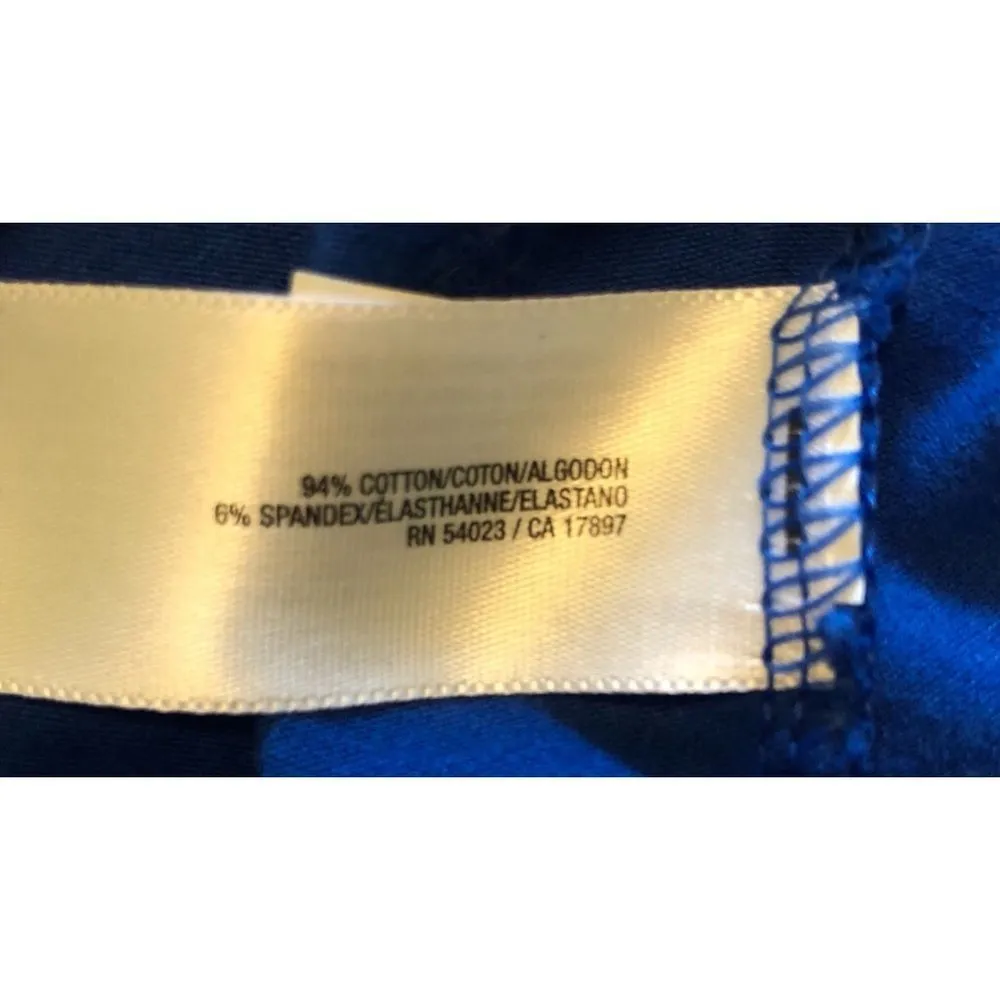 94% COTTON/COTON/ALGODON
6% SPANDEX/ÉLASTHANNE/ELASTANO
RN 54023 / CA 17897